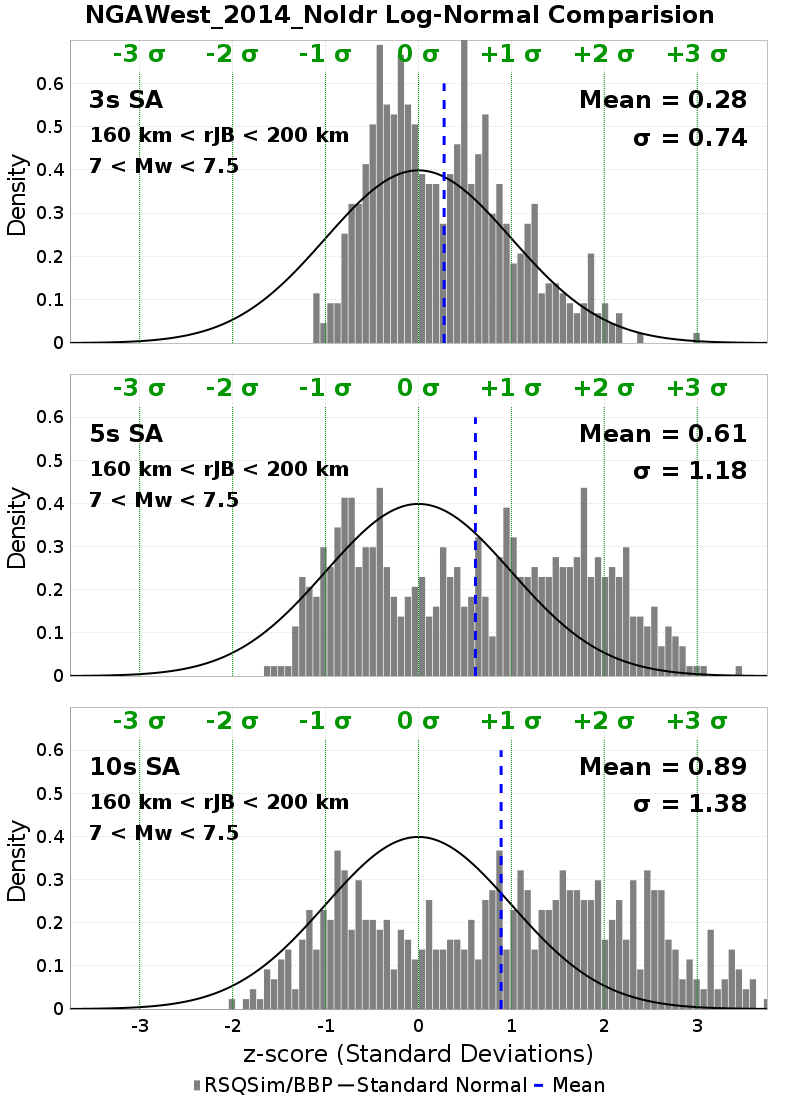 NGAWest_2014_NoIdr Log-Normal Comparision
-3 σ -2 σ -1 σ 0 σ +1 σ +2 σ +3 σ
0.6
3s SA Mean = 0.28
0.5
160 km < rJB < 200 km σ = 0.74
7 < Mw < 7.5
0.4
0.3
0.2
0.1
0
Density
-3 σ -2 σ -1 σ 0 σ +1 σ +2 σ +3 σ
0.6
5s SA Mean = 0.61
0.5
160 km < rJB < 200 km σ = 1.18
7 < Mw < 7.5
0.4
0.3
0.2
0.1
0
Density
-3 σ -2 σ -1 σ 0 σ +1 σ +2 σ +3 σ
0.6
10s SA Mean = 0.89
0.5
160 km < rJB < 200 km σ = 1.38
7 < Mw < 7.5
0.4
0.3
0.2
0.1
0
Density
-3 -2 -1 0 1 2 3
z-score (Standard Deviations)
RSQSim/BBP Standard Normal Mean